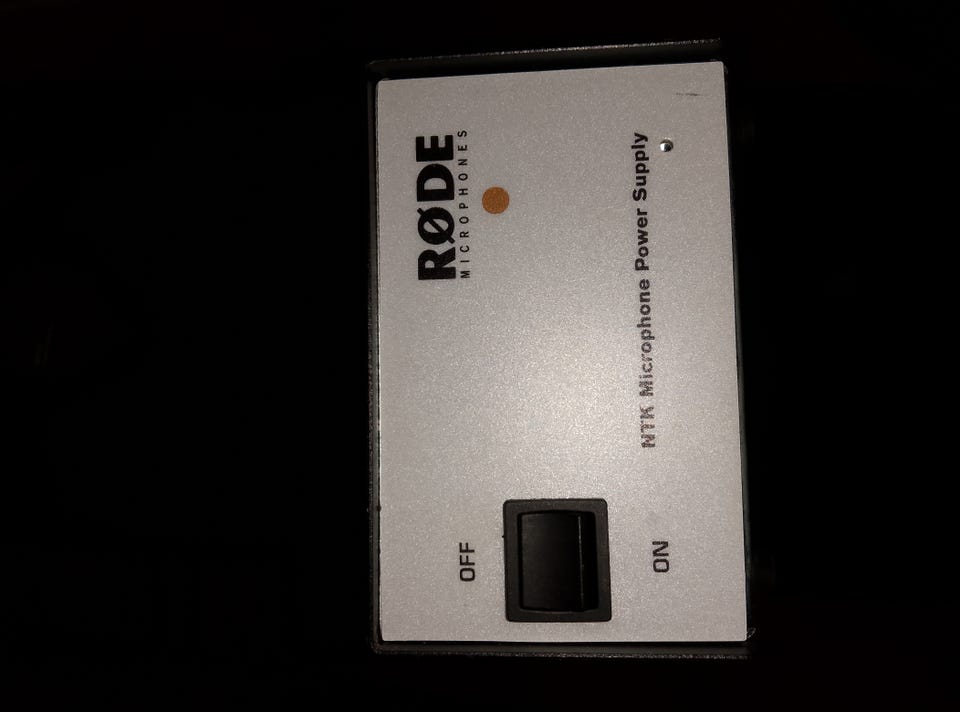 RØDE
MICROPHONES
NTK Microphone Power Supply
OFF
ON